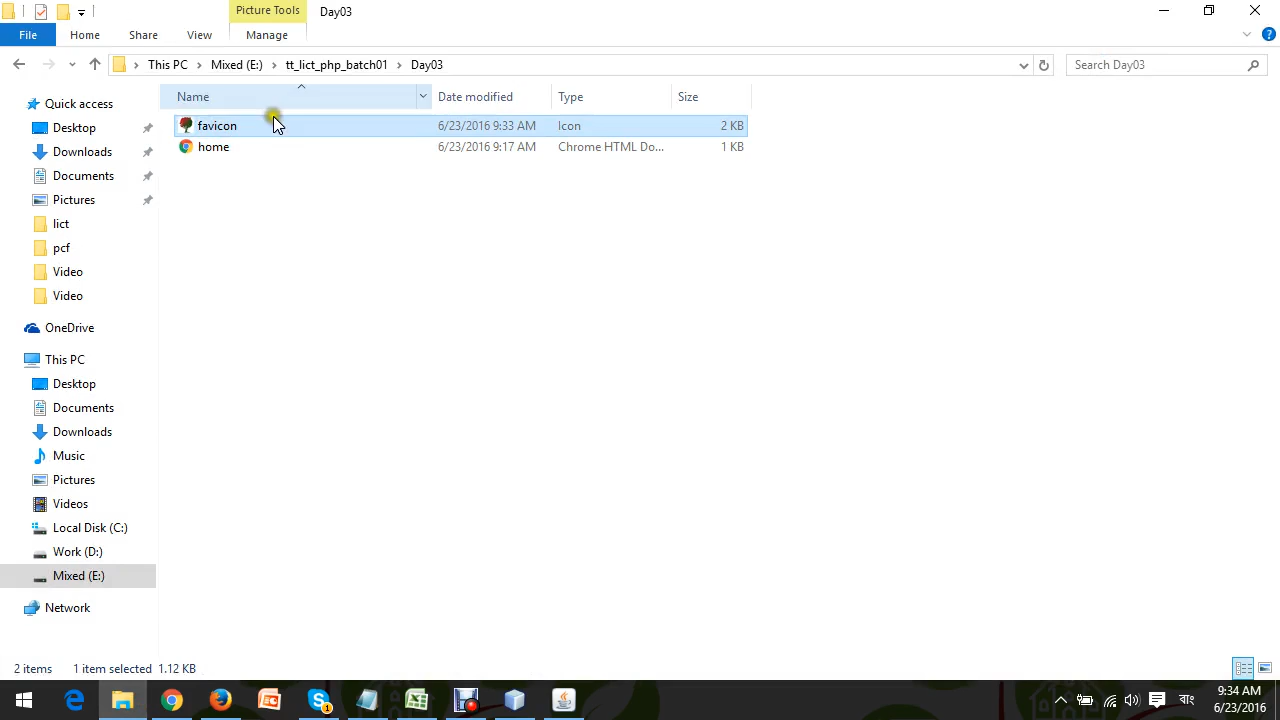 Picture Tools
Day03
File
Home
Share
View
Manage
This PC
Mixed (E:)
tt_lict_php_batch01
Day03
Search Day03
Name
Date modified
Type
Size
favicon
6/23/2016 9:33 AM
Icon
2 KB
home
6/23/2016 9:17 AM
Chrome HTML Do...
1 KB
Quick access
Desktop
Downloads
Documents
Pictures
lict
pcf
Video
Video
OneDrive
This PC
Desktop
Documents
Downloads
Music
Pictures
Videos
Local Disk (C:)
Work (D:)
Mixed (E:)
Network
2 items
1 item selected 1.12 KB
1
বাং
9:34 AM
6/23/2016